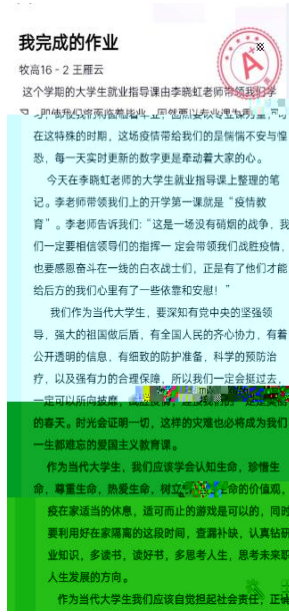 我完成的作业
牧高16-2 王雁云
A
这个学期的大学生就业指导课由李晓虹老师带领我们学
在这特殊的时期，这场疫情带给我们的是惴惴不安与惶
恐，每一天实时更新的数字更是牵动着大家的心。
今天在李晓虹老师的大学生就业指导课上整理的笔
记。李老师带领我们上的开学第一课就是“疫情教
育”。李老师告诉我们：“这是一场没有硝烟的战争，我
们一定要相信领导们的指挥一 定会带领我们战胜疫情，
也要感恩奋斗在一线的白衣战士们，正是有了他们才能
给后方的我们心里有了一些依靠和安慰！”
我们作为当代大学生，要深知有党中央的坚强领
导，强大的祖国做后盾，有全国人民的齐心协力，有着
公开透明的信息，有细致的防护准备，科学的预防治
疗，以及强有力的合理保障，所以我们一定会挺过去，
一定可以所向披靡，
的春天。时光会证明一切，这样的灾难也必将成为我们
一生都难忘的爱国主义教育课。
作为当代大学生，我们应该学会认知生命，珍惜生
命，尊重生命，热爱生命，树立 生命的价值观，
疫在家适当的休息，适可而止的游戏是可以的，同时
要利用好在家隔离的这段时间，查漏补缺，认真钻研
业知识，多读书，读好书，多思考人生，思考未来职
人生发展的方向。
作为当代大学生我们应该自觉担起社会责任，正确